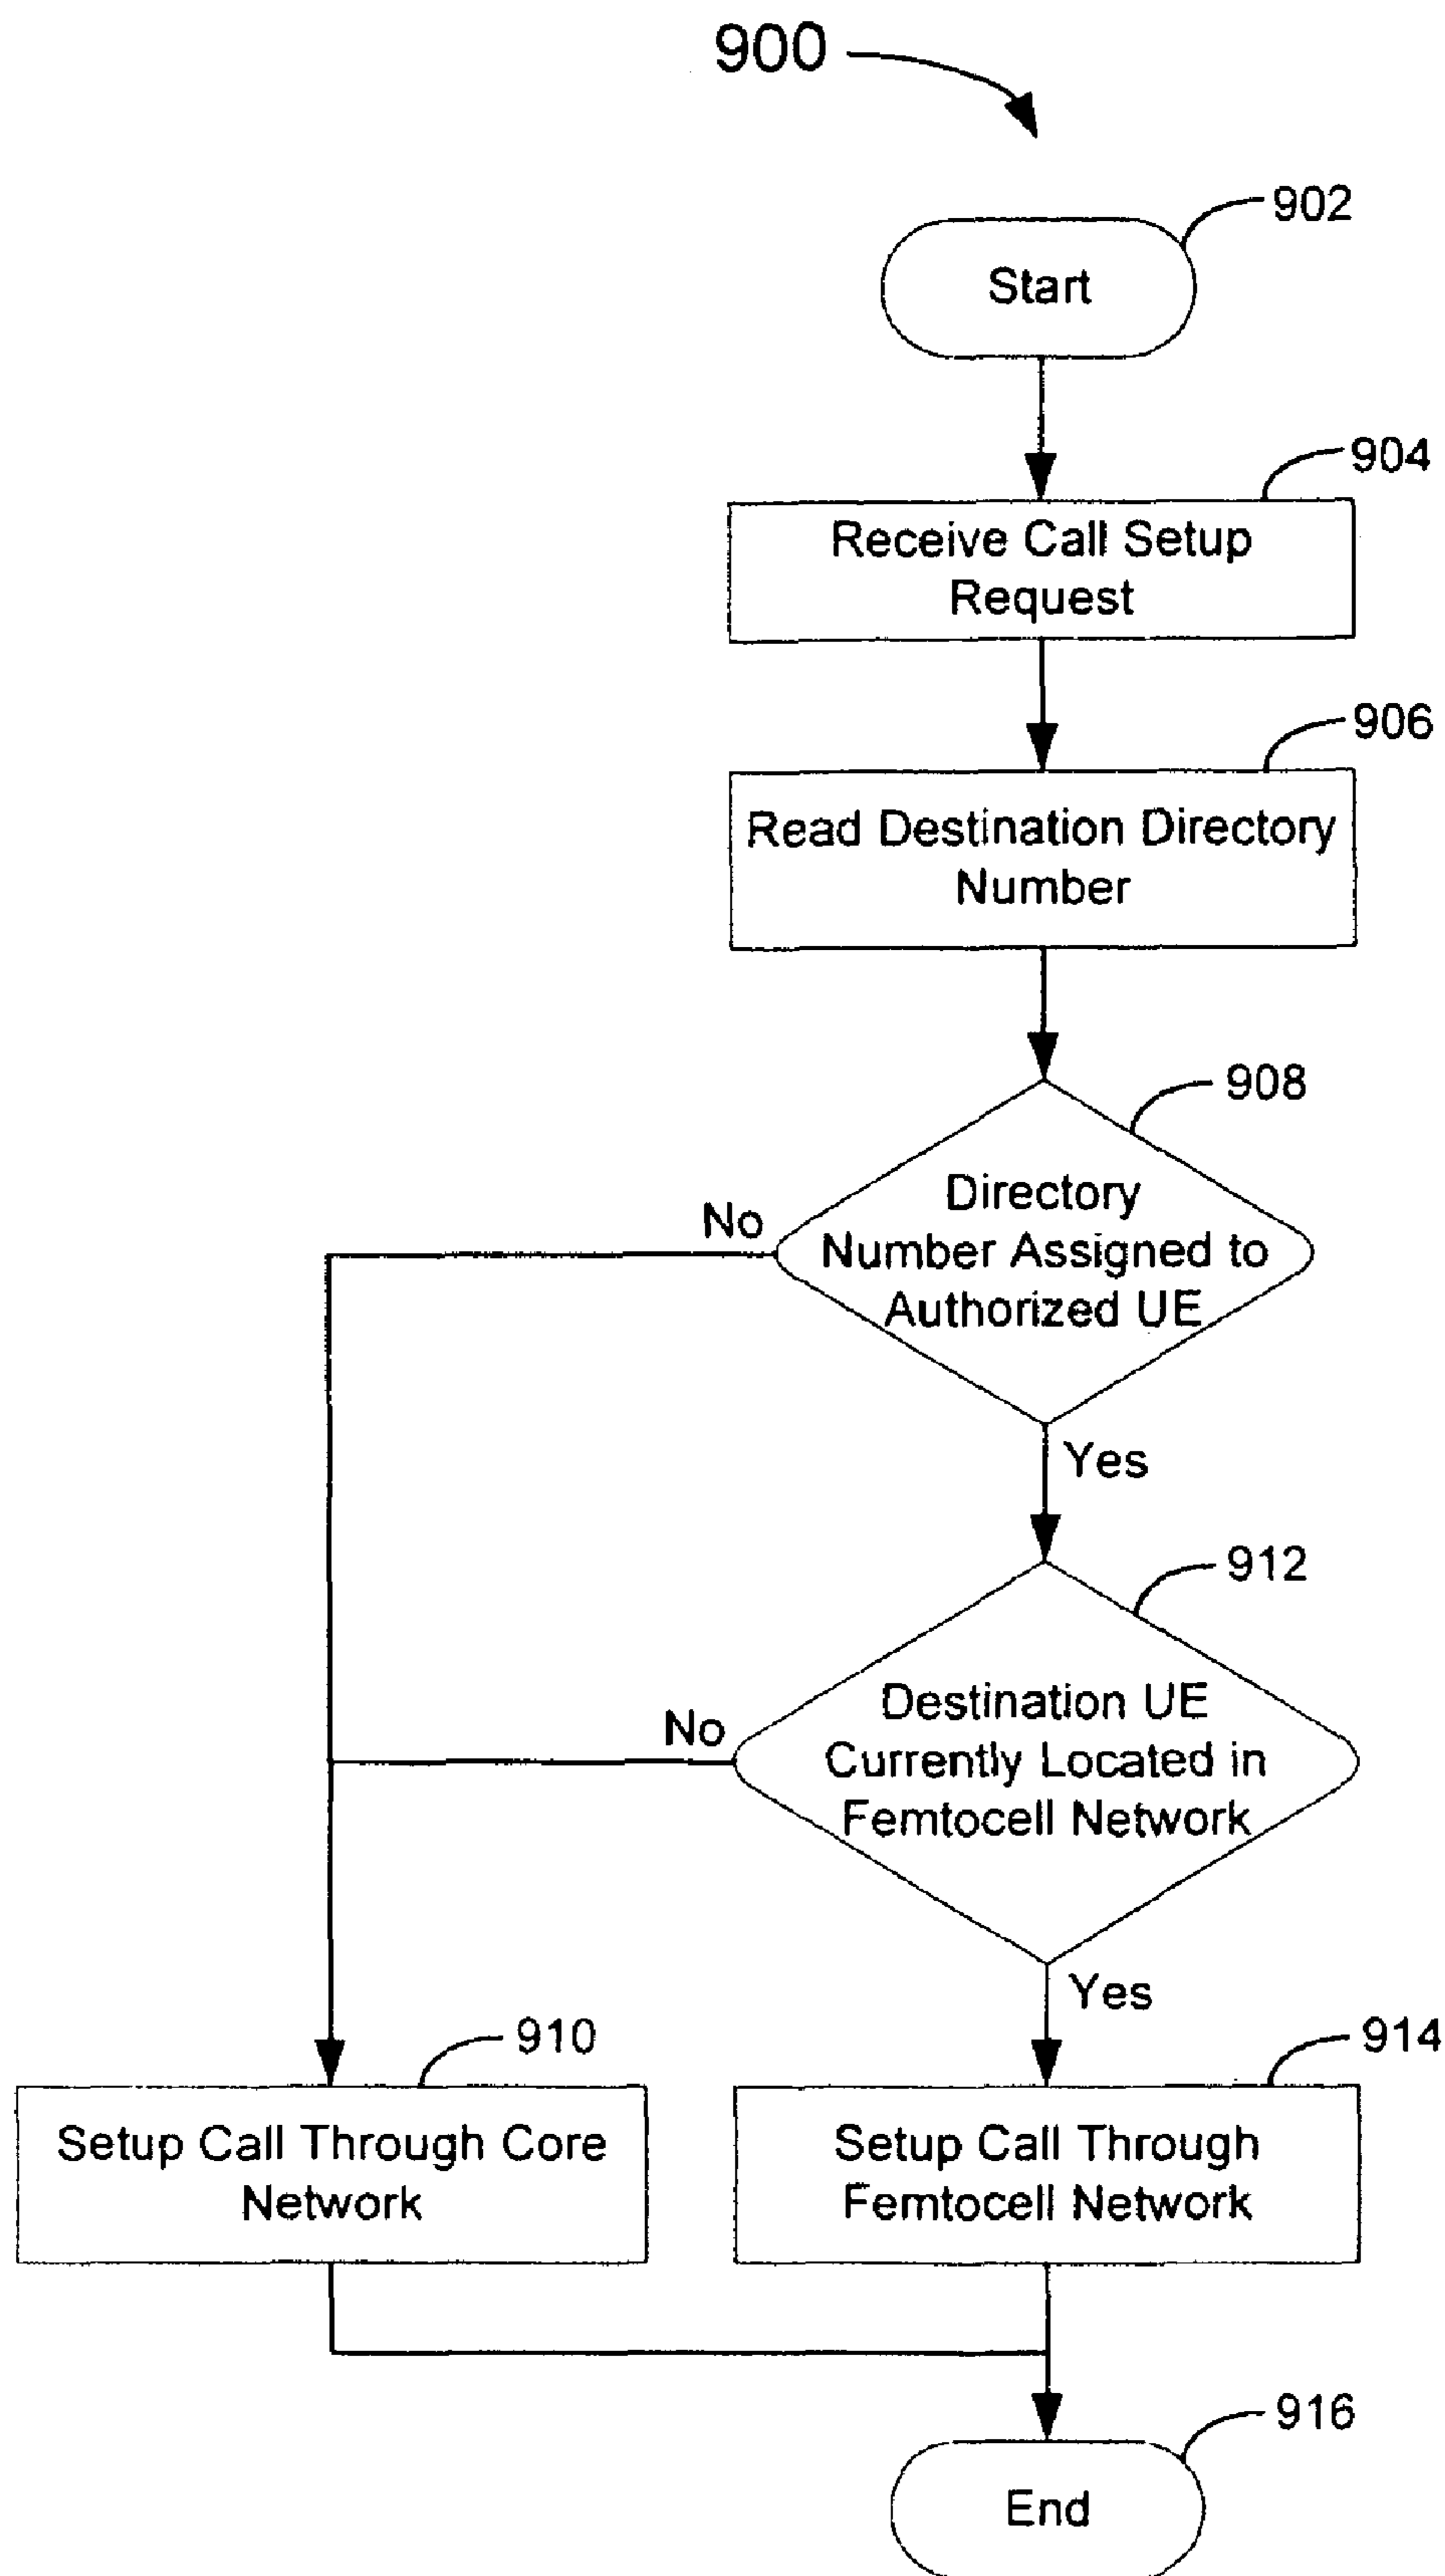 900
902
Start
904
Receive Call Setup
Request
906
Read Destination Directory
Number
908
Directory
Number Assigned to
Authorized UE
No
Yes
912
Destination UE
Currently Located in
Femtocell Network
No
Yes
910
Setup Call Through Core
Network
914
Setup Call Through
Femtocell Network
916
End